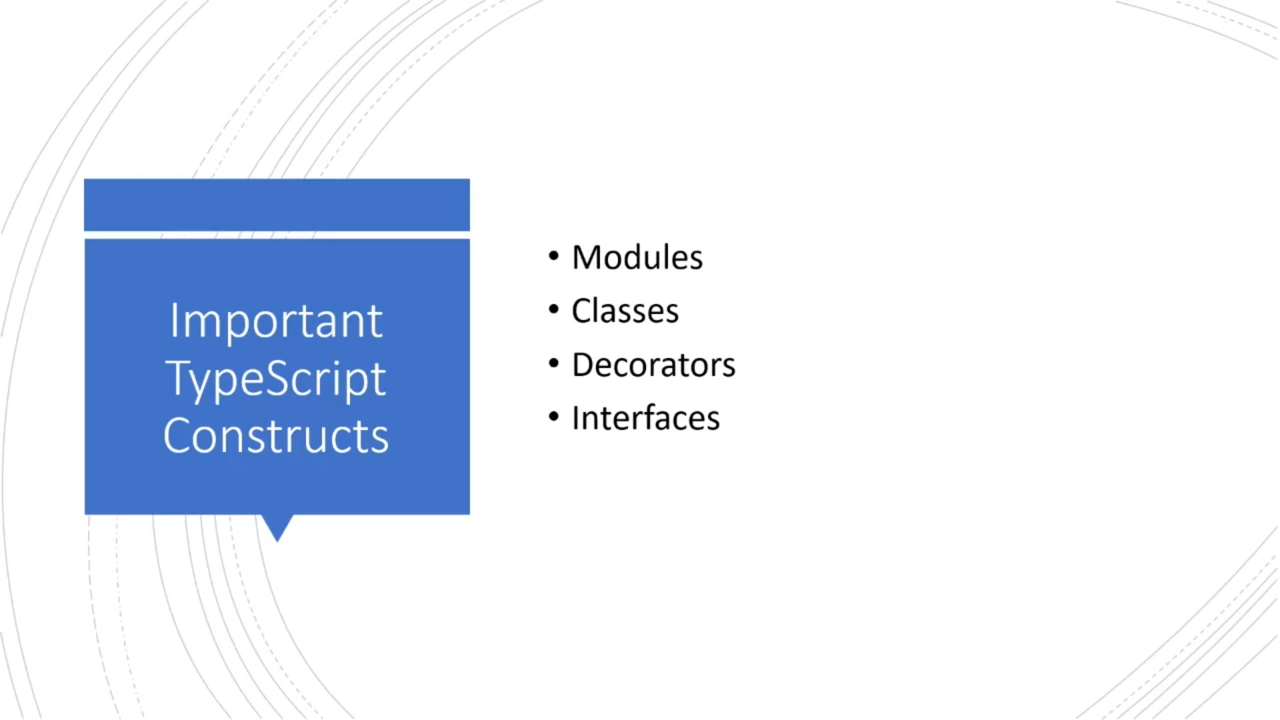 Important
TypeScript
Constructs
• Modules
• Classes
• Decorators
• Interfaces